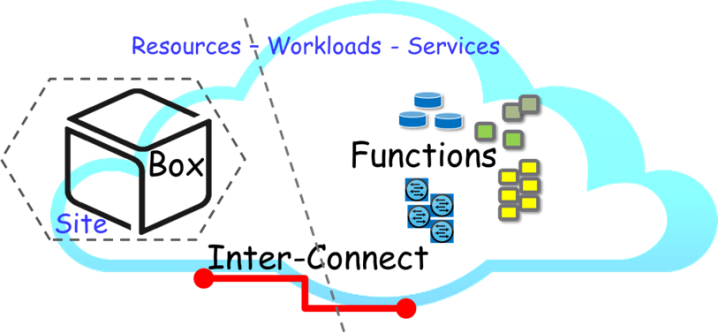 Resources – Workloads - Services
Box
Functions
Site
Inter-Connect